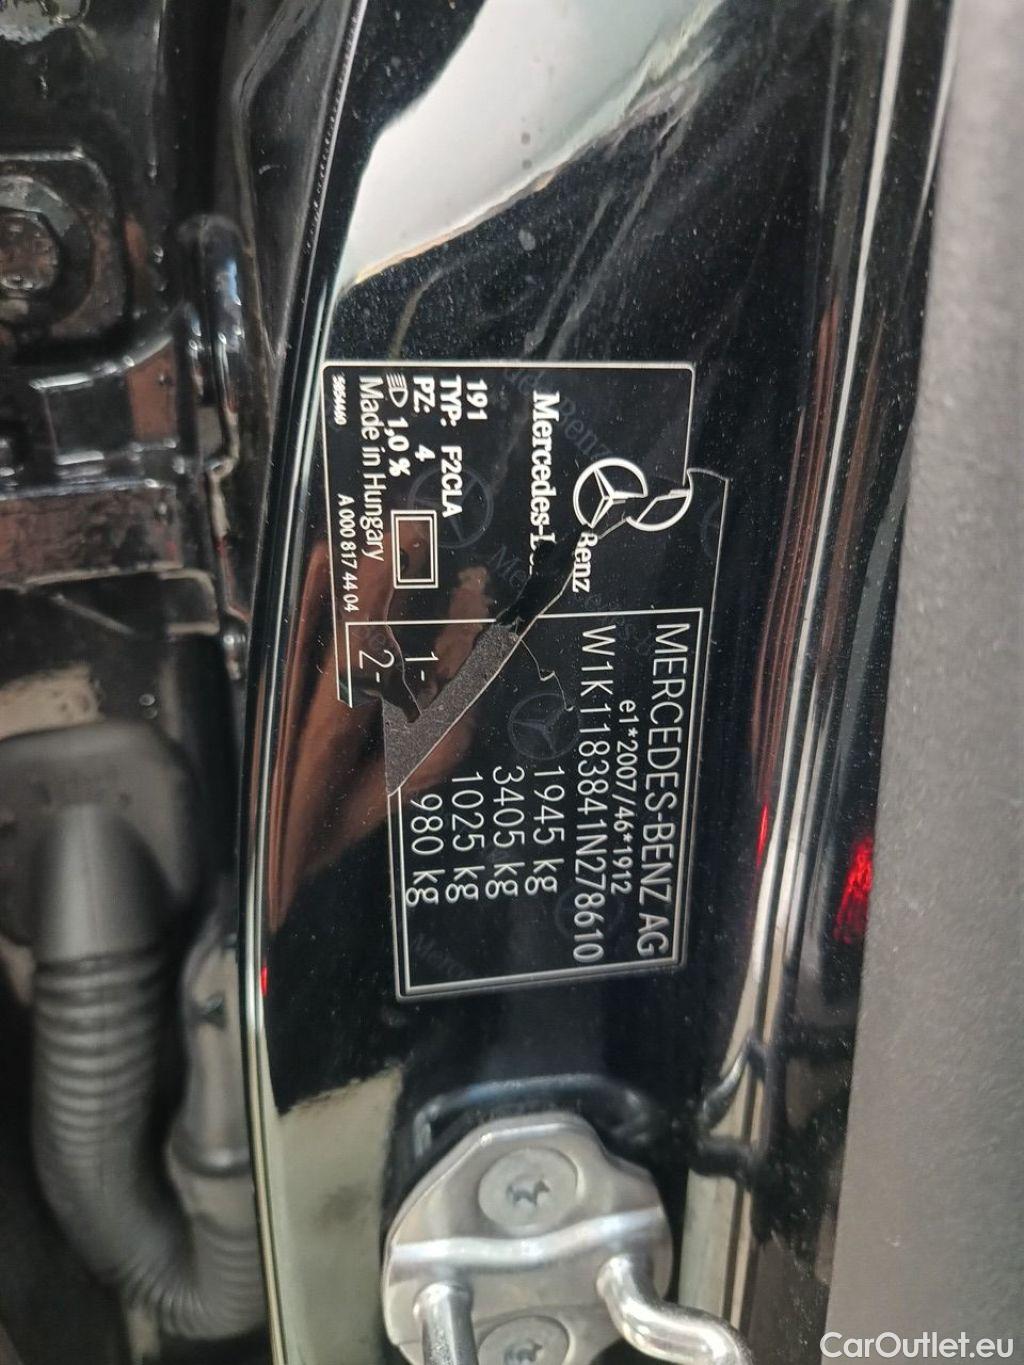 Mercedes-Benz
191
TYP: F2CLA
PZ: 4
1,0 %
Made in Hungary
5654460
A 000 817 44 04
MERCEDES-BENZ AG
e1*2007/46*1912
W1K1183841N278610
1945 kg
3405 kg
1- 1025 kg
2- 980 kg
CarOutlet.eu